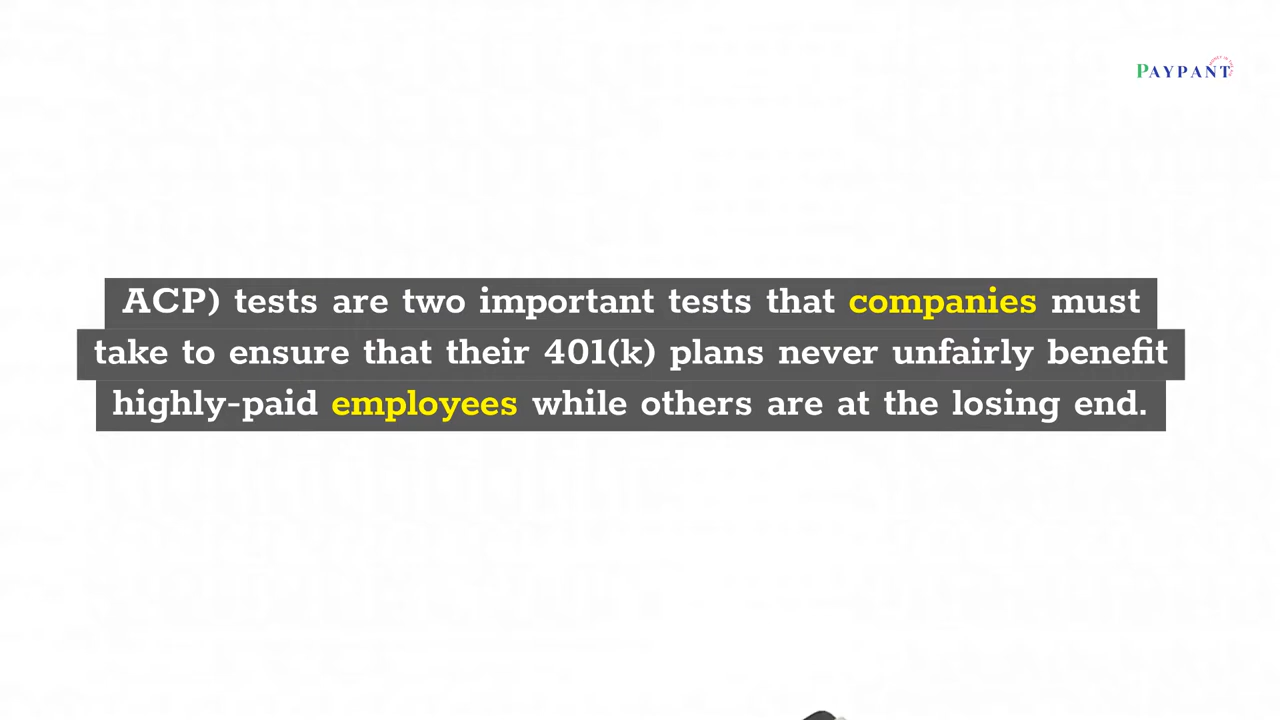 PAYPANT
ACP) tests are two important tests that companies must
take to ensure that their 401(k) plans never unfairly benefit
highly-paid employees while others are at the losing end.